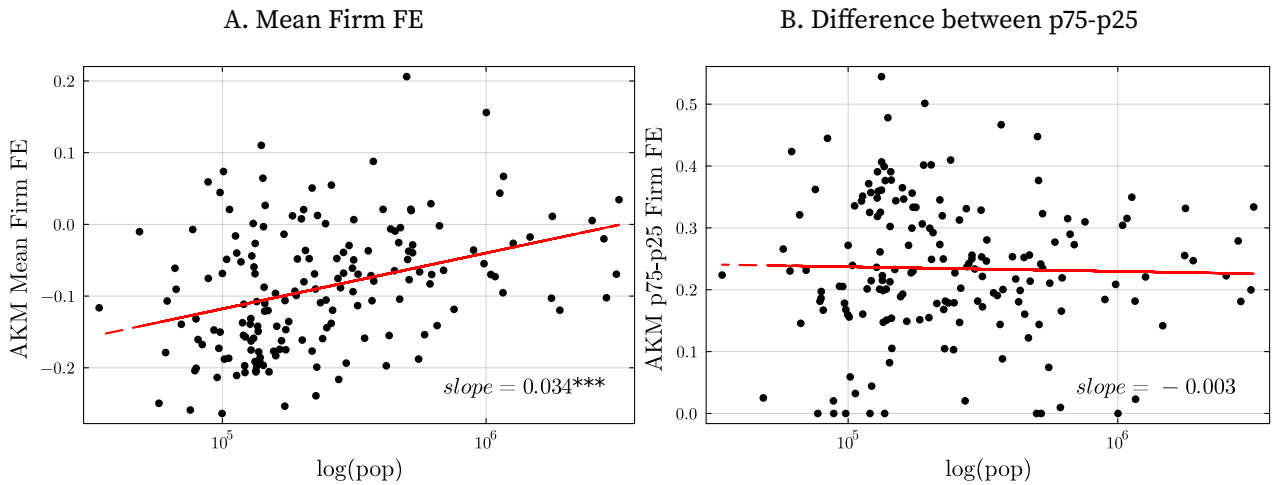 A. Mean Firm FE
AKM Mean Firm FE
0.2
0.1
0.0
−0.1
−0.2
slope = 0.034***
10^5
10^6
log(pop)
B. Difference between p75-p25
AKM p75-p25 Firm FE
0.5
0.4
0.3
0.2
0.1
0.0
slope = − 0.003
10^5
10^6
log(pop)